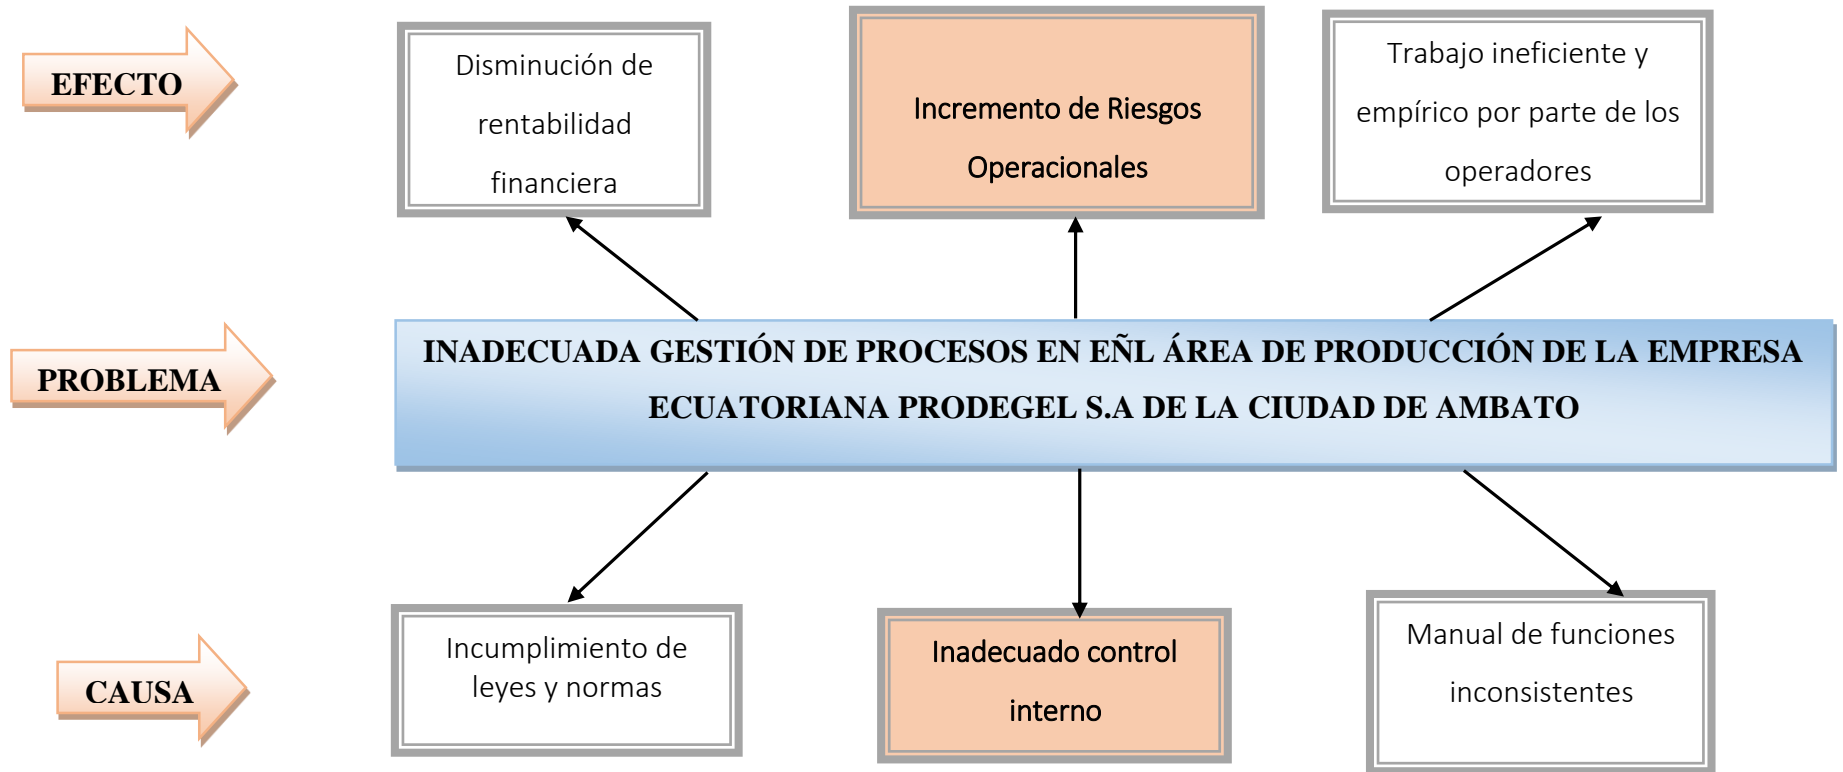 EFECTO
Disminución de
rentabilidad
financiera
Incremento de Riesgos
Operacionales
Trabajo ineficiente y
empírico por parte de los
operadores
PROBLEMA
INADECUADA GESTIÓN DE PROCESOS EN EÑL ÁREA DE PRODUCCIÓN DE LA EMPRESA
ECUATORIANA PRODEGEL S.A DE LA CIUDAD DE AMBATO
CAUSA
Incumplimiento de
leyes y normas
Inadecuado control
interno
Manual de funciones
inconsistentes